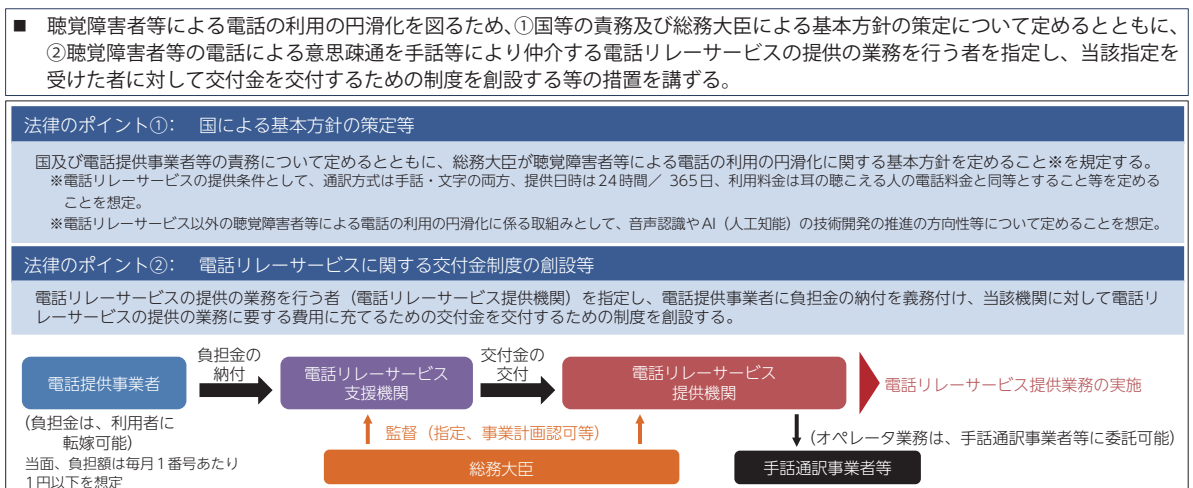 ■ 聴覚障害者等による電話の利用の円滑化を図るため、①国等の責務及び総務大臣による基本方針の策定について定めるとともに、
②聴覚障害者等の電話による意思疎通を手話等により仲介する電話リレーサービスの提供の業務を行う者を指定し、当該指定を
受けた者に対して交付金を交付するための制度を創設する等の措置を講ずる。
法律のポイント①： 国による基本方針の策定等
国及び電話提供事業者等の責務について定めるとともに、総務大臣が聴覚障害者等による電話の利用の円滑化に関する基本方針を定めること※を規定する。
※電話リレーサービスの提供条件として、通訳方式は手話・文字の両方、提供日時は24時間／ 365日、利用料金は耳の聴こえる人の電話料金と同等とすること等を定める
ことを想定。
※電話リレーサービス以外の聴覚障害者等による電話の利用の円滑化に係る取組みとして、音声認識やAI（人工知能）の技術開発の推進の方向性等について定めることを想定。
法律のポイント②： 電話リレーサービスに関する交付金制度の創設等
電話リレーサービスの提供の業務を行う者（電話リレーサービス提供機関）を指定し、電話提供事業者に負担金の納付を義務付け、当該機関に対して電話リ
レーサービスの提供の業務に要する費用に充てるための交付金を交付するための制度を創設する。
電話提供事業者
負担金の
納付
電話リレーサービス
支援機関
交付金の
交付
電話リレーサービス
提供機関
電話リレーサービス提供業務の実施
(負担金は、利用者に
転嫁可能)
当面、負担額は毎月1番号あたり
1円以下を想定
監督（指定、事業計画認可等）
総務大臣
(オペレータ業務は、手話通訳事業者等に委託可能)
手話通訳事業者等